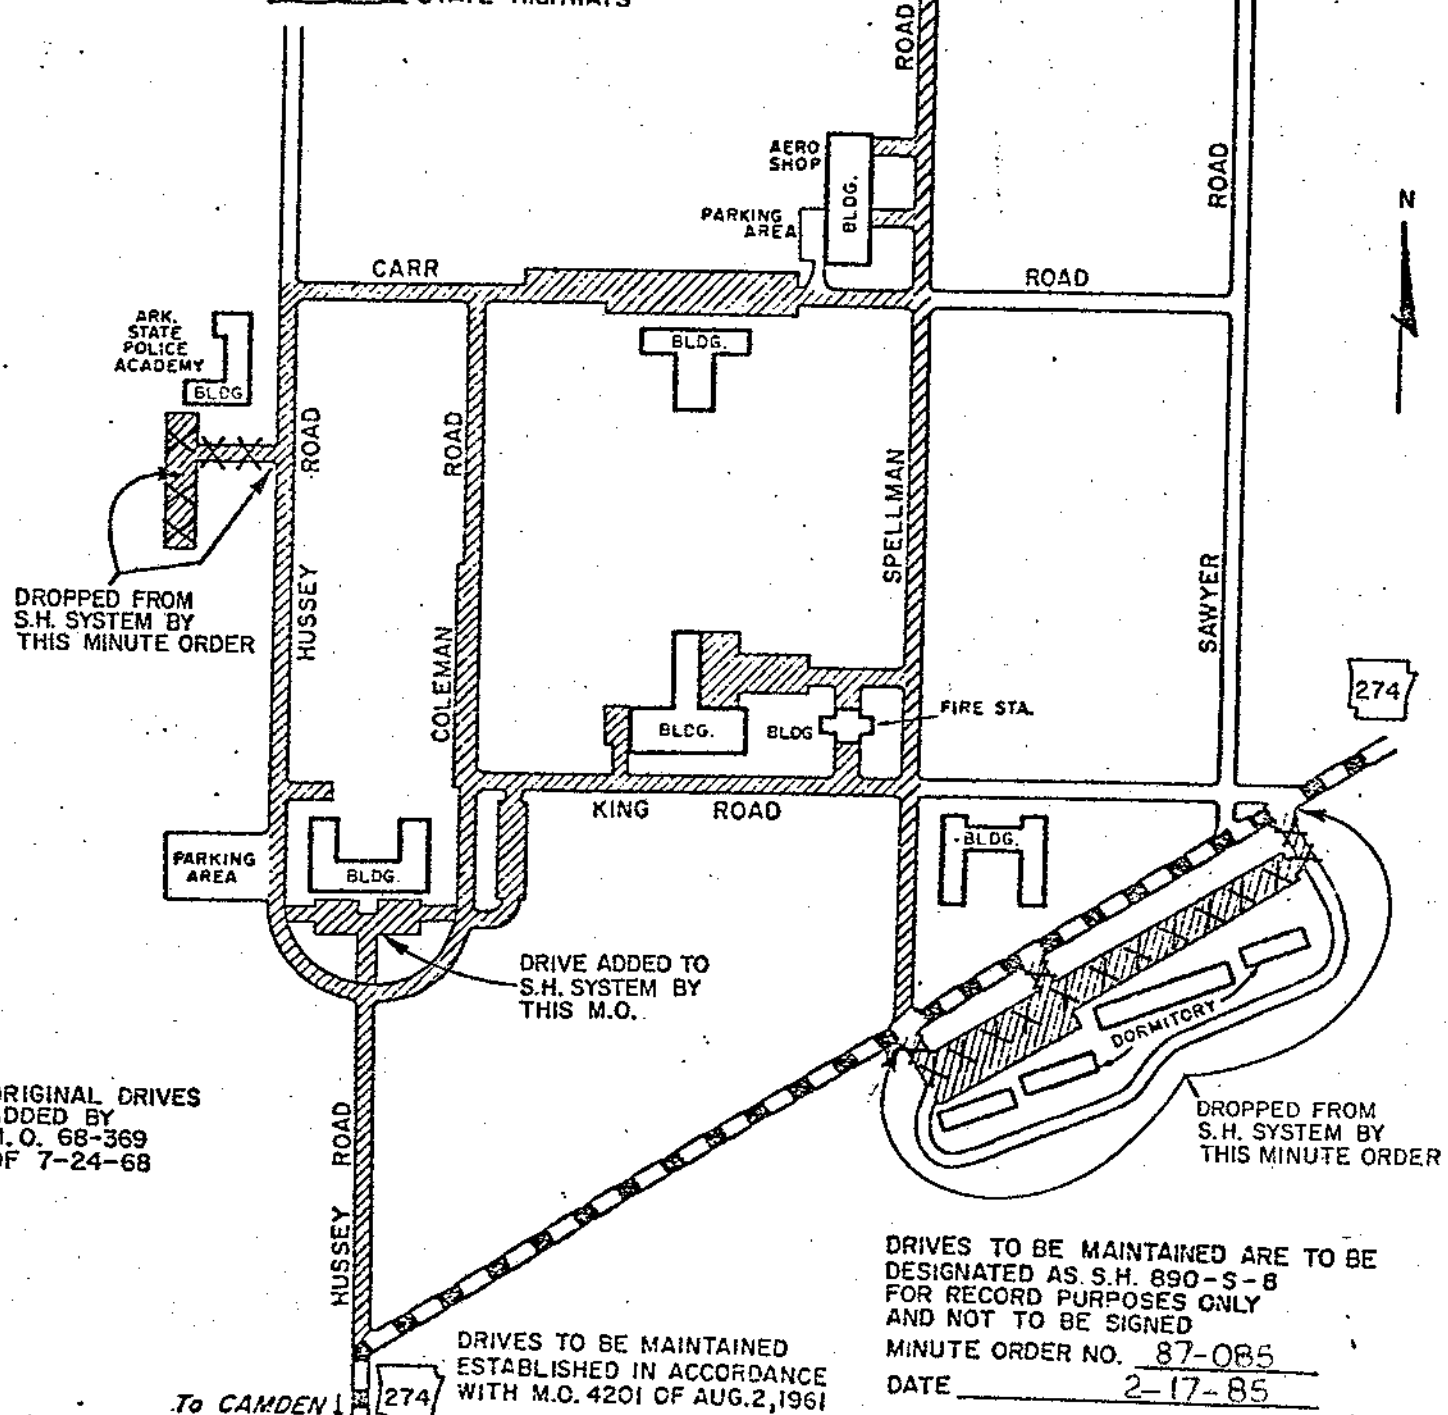 STATE HIGHWAYS
ROAD
AERO
SHOP
BLDG.
PARKING
AREA
ROAD
N
CARR
ROAD
ARK.
STATE
POLICE
ACADEMY
BLDG
BLDG.
ROAD
ROAD
SPELLMAN
HUSSEY
COLEMAN
SAWYER
DROPPED FROM
S.H. SYSTEM BY
THIS MINUTE ORDER
274
BLDG.
BLDG
FIRE STA.
KING ROAD
PARKING
AREA
BLDG.
BLDG.
DRIVE ADDED TO
S.H. SYSTEM BY
THIS M.O.
DORMITORY
DROPPED FROM
S.H. SYSTEM BY
THIS MINUTE ORDER
RIGINAL DRIVES
DDED BY
.O. 68-369
F 7-24-68
HUSSEY ROAD
DRIVES TO BE MAINTAINED ARE TO BE
DESIGNATED AS S.H. 890-S-8
FOR RECORD PURPOSES ONLY
AND NOT TO BE SIGNED
MINUTE ORDER NO. 87-085
DATE 2-17-85
DRIVES TO BE MAINTAINED
ESTABLISHED IN ACCORDANCE
WITH M.O. 4201 OF AUG.2,1961
To CAMDEN
274